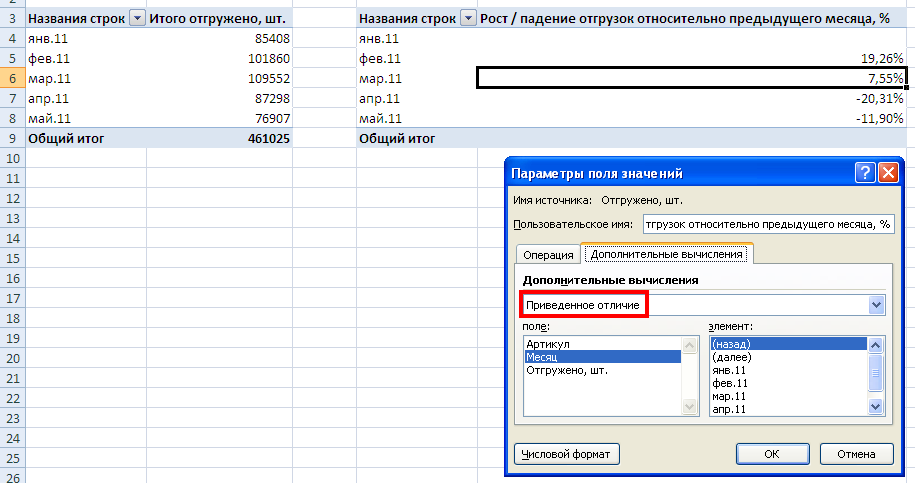 2
3 Названия строк Итого отгружено, шт. Названия строк Рост / падение отгрузок относительно предыдущего месяца, %
4 янв.11 85408 янв.11
5 фев.11 101860 фев.11 19,26%
6 мар.11 109552 мар.11 7,55%
7 апр.11 87298 апр.11 -20,31%
8 май.11 76907 май.11 -11,90%
9 Общий итог 461025 Общий итог
10
11
12
13
14
15
16
17
18
19
20
21
22
23
24
25
26
Параметры поля значений
Имя источника: Отгружено, шт.
Пользовательское имя: тгрузок относительно предыдущего месяца, %
Операция Дополнительные вычисления
Дополнительные вычисления
Приведенное отличие
поле: элемент:
Артикул (назад)
Месяц (далее)
Отгружено, шт. янв.11
фев.11
мар.11
апр.11
Числовой формат ОК Отмена